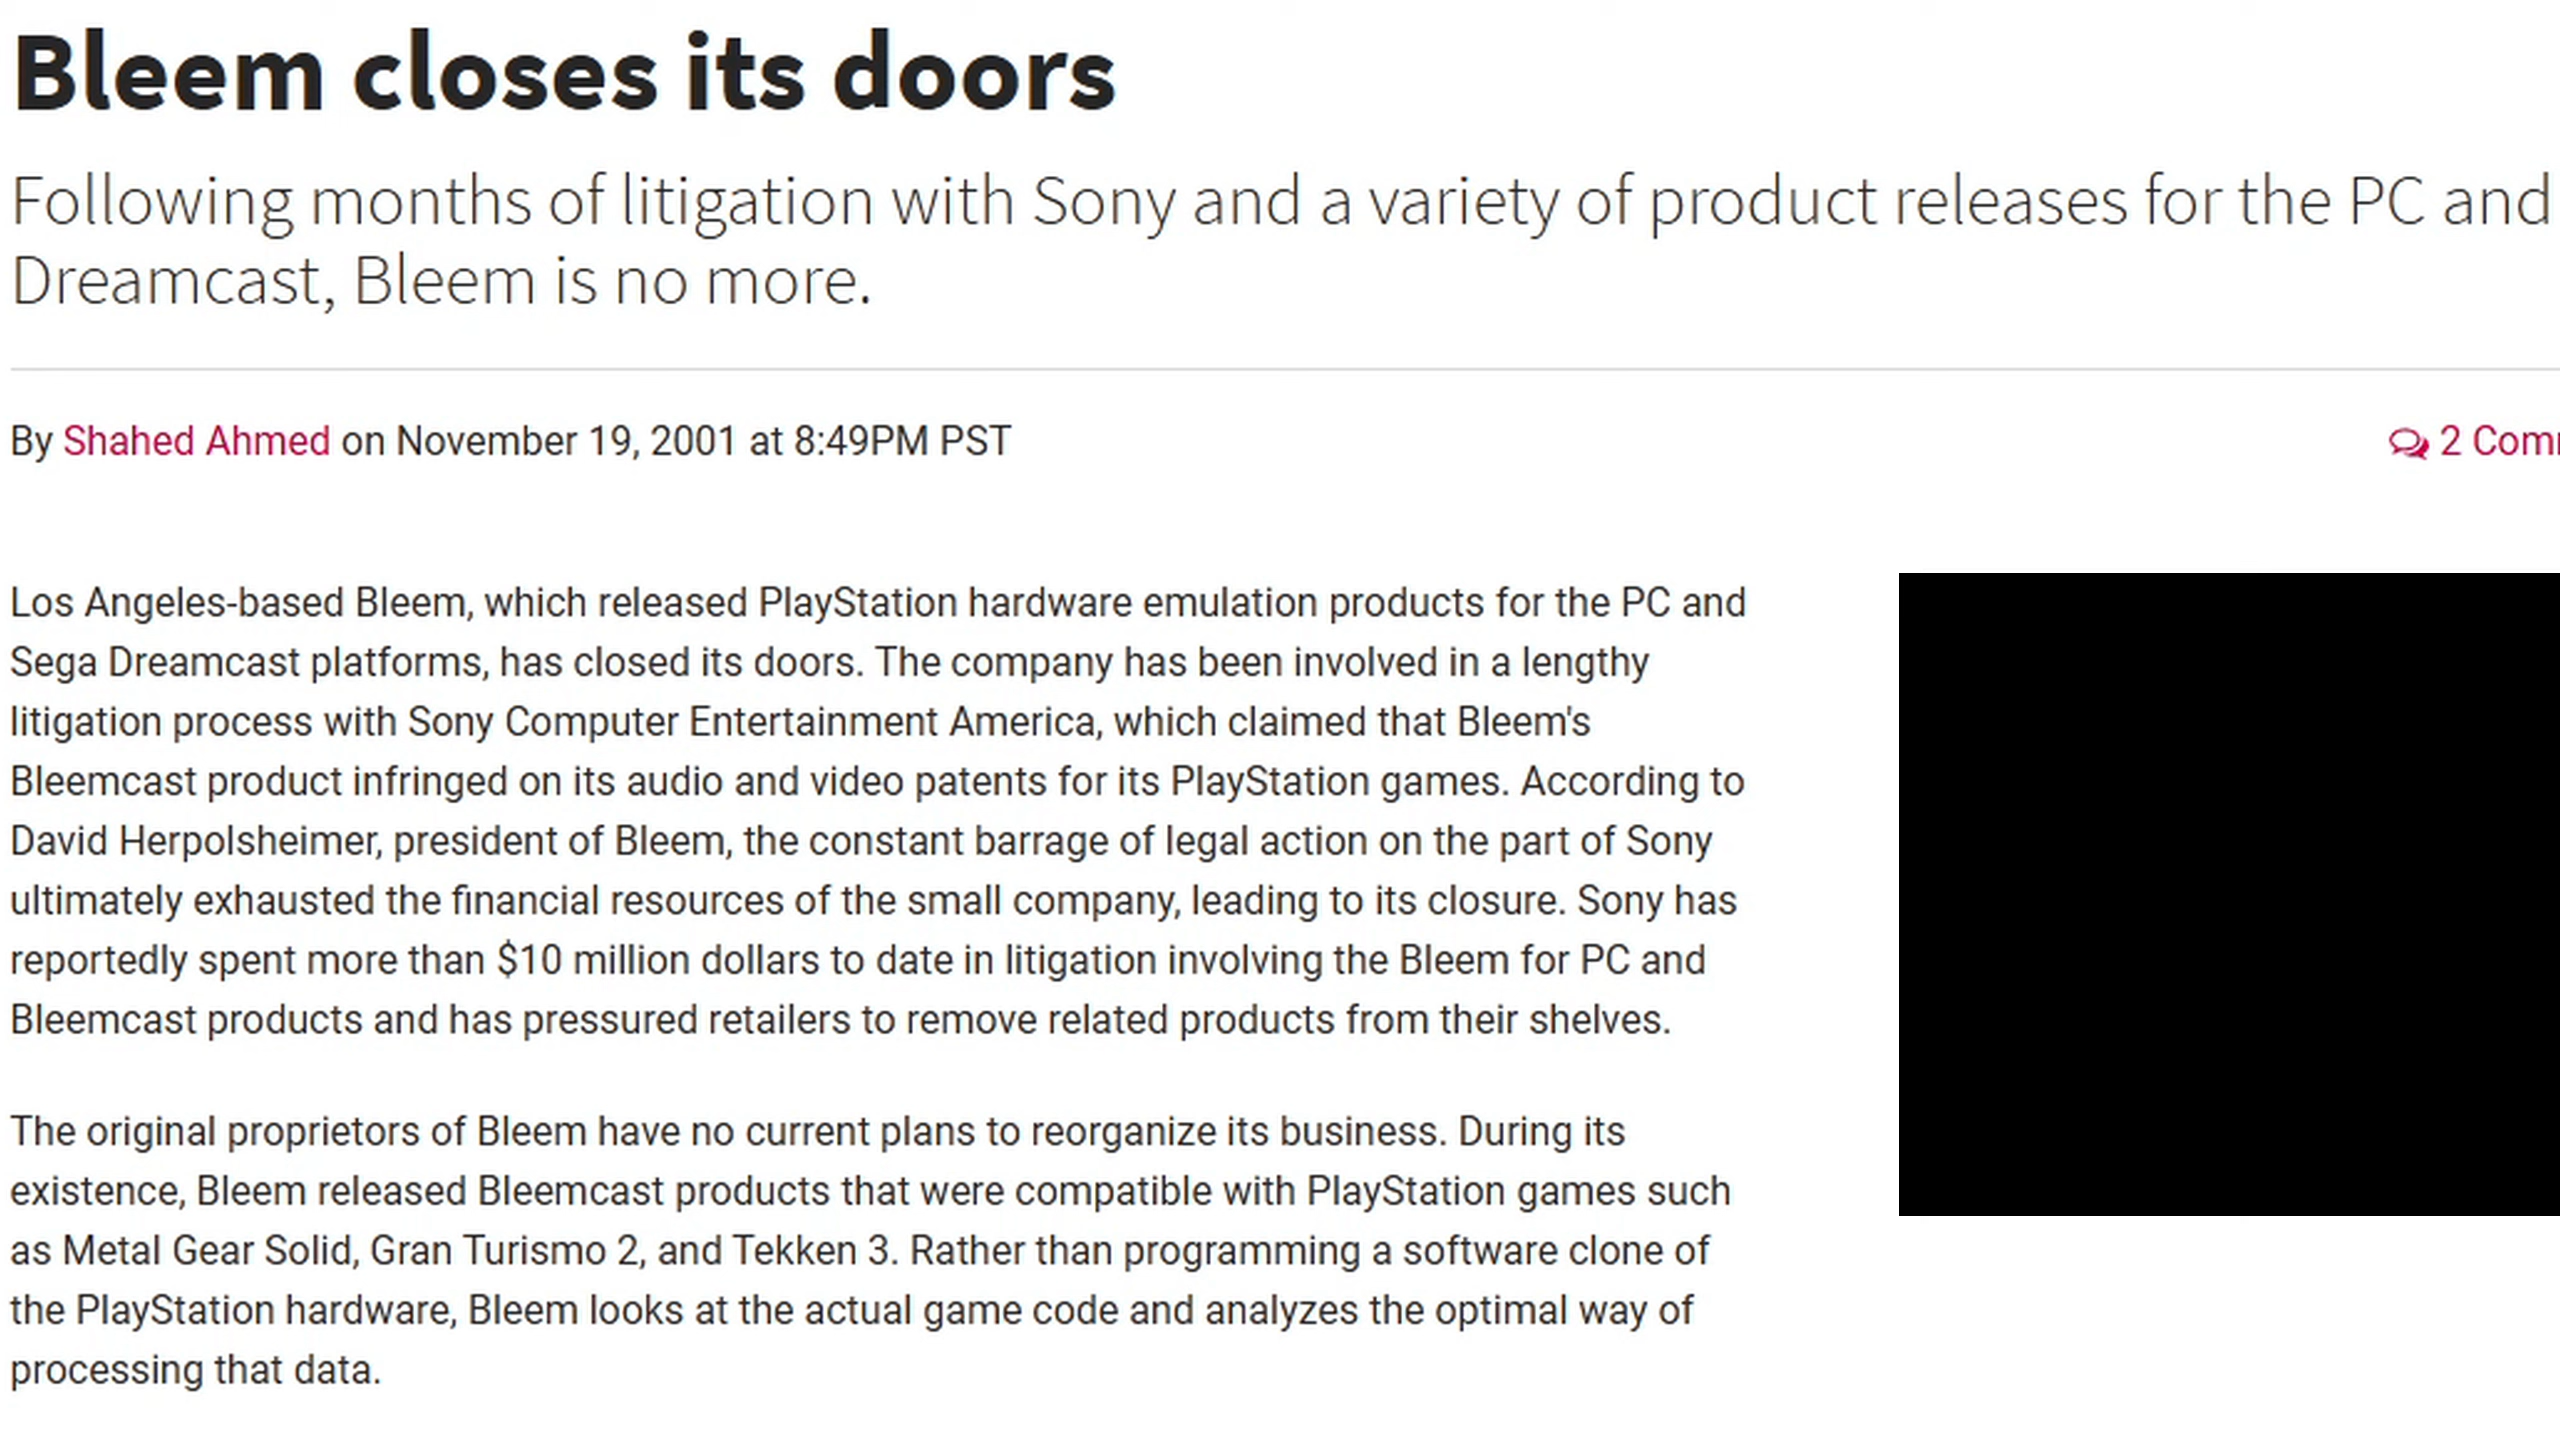 Bleem closes its doors
Following months of litigation with Sony and a variety of product releases for the PC and
Dreamcast, Bleem is no more.
By Shahed Ahmed on November 19, 2001 at 8:49PM PST
2 Com
Los Angeles-based Bleem, which released PlayStation hardware emulation products for the PC and
Sega Dreamcast platforms, has closed its doors. The company has been involved in a lengthy
litigation process with Sony Computer Entertainment America, which claimed that Bleem's
Bleemcast product infringed on its audio and video patents for its PlayStation games. According to
David Herpolsheimer, president of Bleem, the constant barrage of legal action on the part of Sony
ultimately exhausted the financial resources of the small company, leading to its closure. Sony has
reportedly spent more than $10 million dollars to date in litigation involving the Bleem for PC and
Bleemcast products and has pressured retailers to remove related products from their shelves.
The original proprietors of Bleem have no current plans to reorganize its business. During its
existence, Bleem released Bleemcast products that were compatible with PlayStation games such
as Metal Gear Solid, Gran Turismo 2, and Tekken 3. Rather than programming a software clone of
the PlayStation hardware, Bleem looks at the actual game code and analyzes the optimal way of
processing that data.